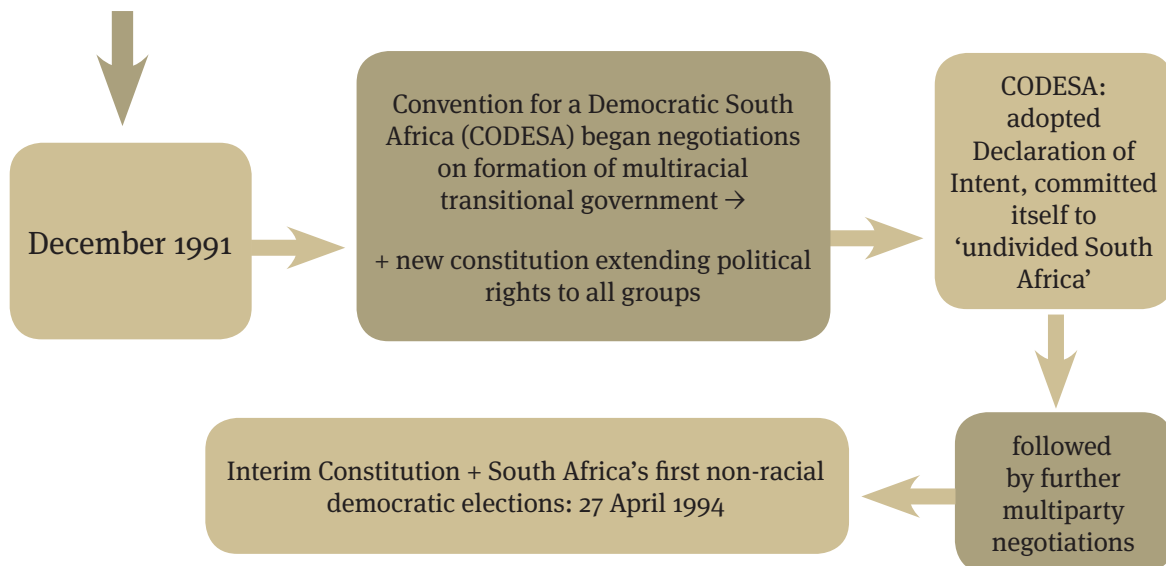 December 1991
Convention for a Democratic South
Africa (CODESA) began negotiations
on formation of multiracial
transitional government →
+ new constitution extending political
rights to all groups
CODESA:
adopted
Declaration of
Intent, committed
itself to
‘undivided South
Africa’
followed
by further
multiparty
negotiations
Interim Constitution + South Africa’s first non-racial
democratic elections: 27 April 1994